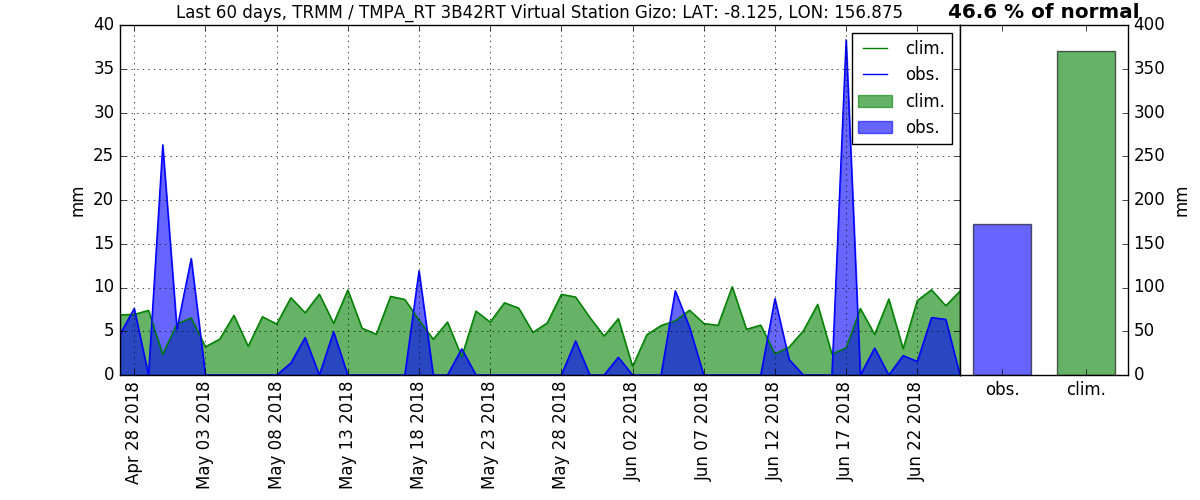 Last 60 days, TRMM / TMPA_RT 3B42RT Virtual Station Gizo: LAT: -8.125, LON: 156.875
46.6 % of normal
40
35
30
25
20
15
10
5
0
mm
clim.
obs.
clim.
obs.
400
350
300
250
200
150
100
50
0
mm
obs.
clim.
Apr 28 2018
May 03 2018
May 08 2018
May 13 2018
May 18 2018
May 23 2018
May 28 2018
Jun 02 2018
Jun 07 2018
Jun 12 2018
Jun 17 2018
Jun 22 2018